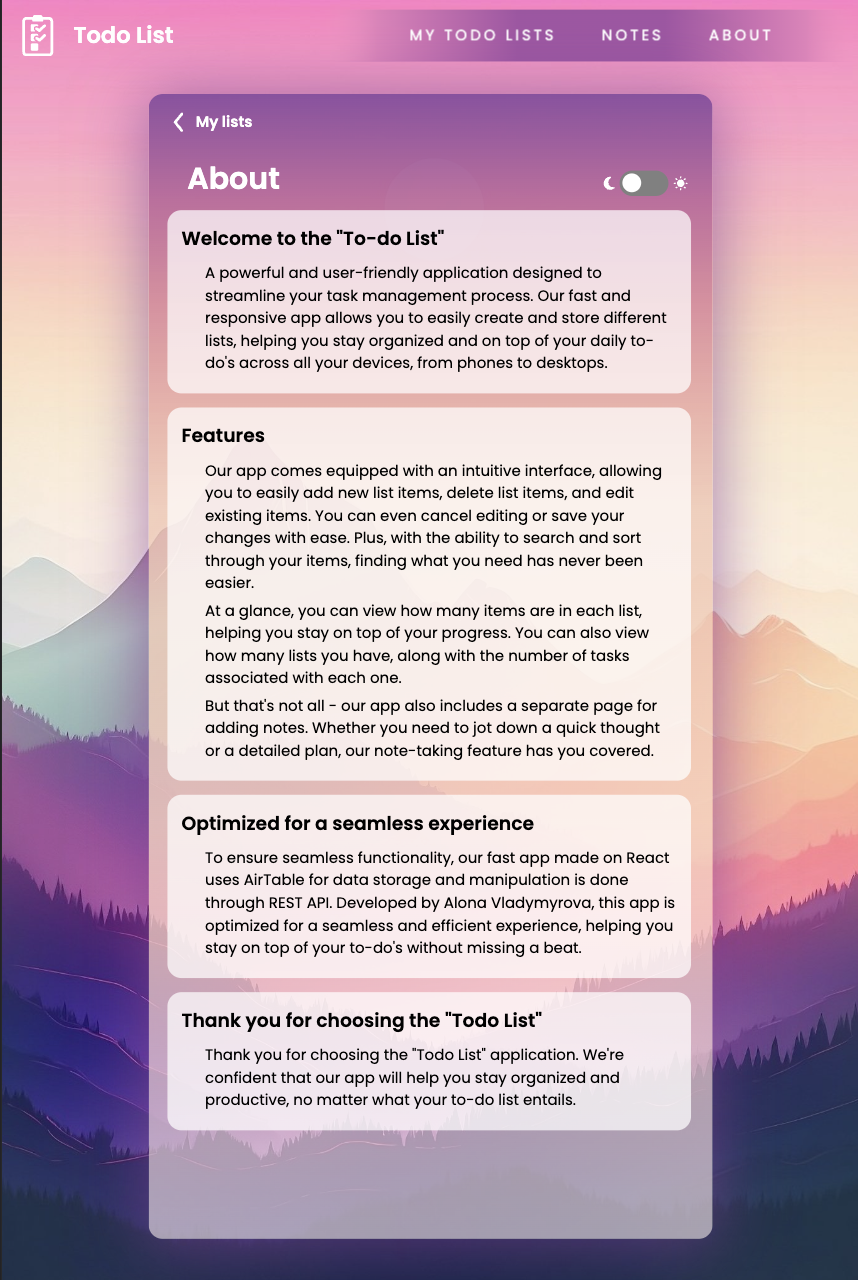 Todo List
MY TODO LISTS NOTES ABOUT
My lists
About
Welcome to the "To-do List"
A powerful and user-friendly application designed to
streamline your task management process. Our fast and
responsive app allows you to easily create and store different
lists, helping you stay organized and on top of your daily to-
do's across all your devices, from phones to desktops.
Features
Our app comes equipped with an intuitive interface, allowing
you to easily add new list items, delete list items, and edit
existing items. You can even cancel editing or save your
changes with ease. Plus, with the ability to search and sort
through your items, finding what you need has never been
easier.
At a glance, you can view how many items are in each list,
helping you stay on top of your progress. You can also view
how many lists you have, along with the number of tasks
associated with each one.
But that's not all - our app also includes a separate page for
adding notes. Whether you need to jot down a quick thought
or a detailed plan, our note-taking feature has you covered.
Optimized for a seamless experience
To ensure seamless functionality, our fast app made on React
uses AirTable for data storage and manipulation is done
through REST API. Developed by Alona Vladymyrova, this app is
optimized for a seamless and efficient experience, helping you
stay on top of your to-do's without missing a beat.
Thank you for choosing the "Todo List"
Thank you for choosing the "Todo List" application. We're
confident that our app will help you stay organized and
productive, no matter what your to-do list entails.